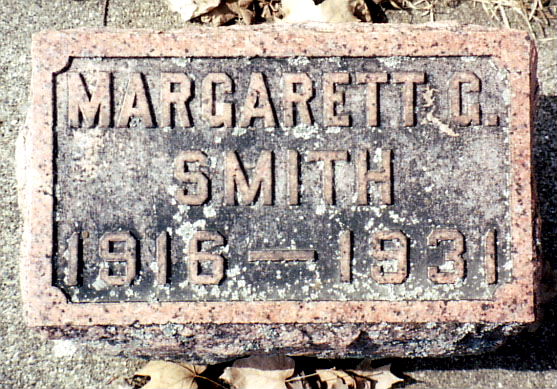 MARGARETT G.
SMITH
1916 — 1931